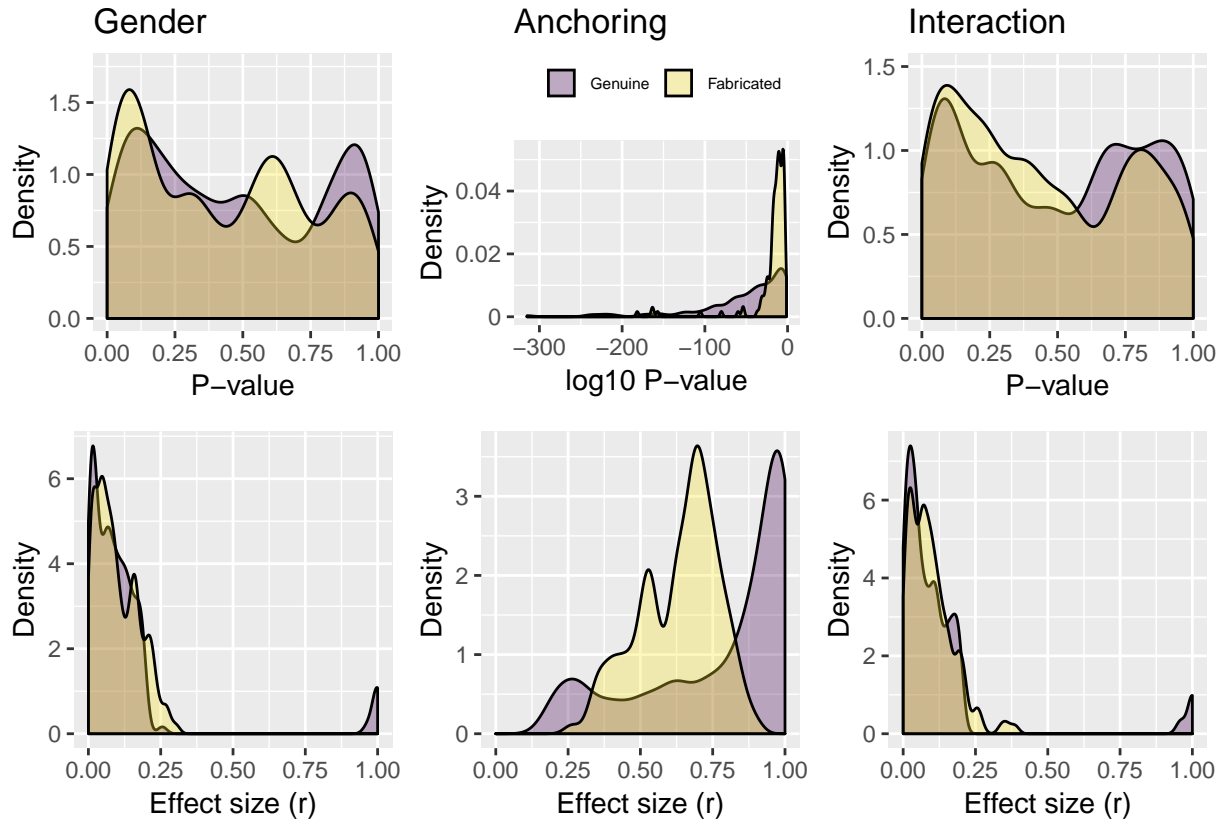 Gender
Anchoring
Interaction
Genuine
Fabricated
Density
1.5
1.0
0.5
0.0
0.00 0.25 0.50 0.75 1.00
P−value
Density
0.04
0.02
0
−300 −200 −100 0
log10 P−value
Density
1.5
1.0
0.5
0.0
0.00 0.25 0.50 0.75 1.00
P−value
Density
6
4
2
0
0.00 0.25 0.50 0.75 1.00
Effect size (r)
Density
3
2
1
0
0.00 0.25 0.50 0.75 1.00
Effect size (r)
Density
6
4
2
0
0.00 0.25 0.50 0.75 1.00
Effect size (r)